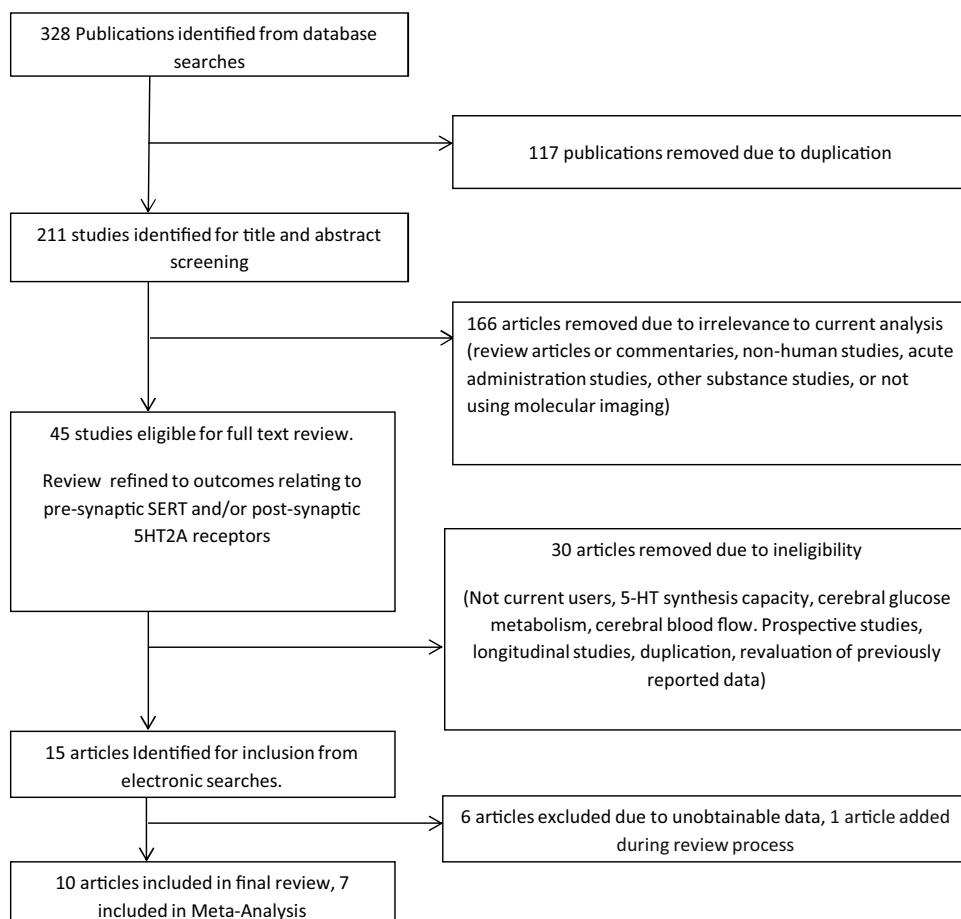 328 Publications identified from database
searches
117 publications removed due to duplication
211 studies identified for title and abstract
screening
166 articles removed due to irrelevance to current analysis
(review articles or commentaries, non-human studies, acute
administration studies, other substance studies, or not
using molecular imaging)
45 studies eligible for full text review.
Review refined to outcomes relating to
pre-synaptic SERT and/or post-synaptic
5HT2A receptors
30 articles removed due to ineligibility
(Not current users, 5-HT synthesis capacity, cerebral glucose
metabolism, cerebral blood flow. Prospective studies,
longitudinal studies, duplication, revaluation of previously
reported data)
15 articles Identified for inclusion from
electronic searches.
6 articles excluded due to unobtainable data, 1 article added
during review process
10 articles included in final review, 7
included in Meta-Analysis